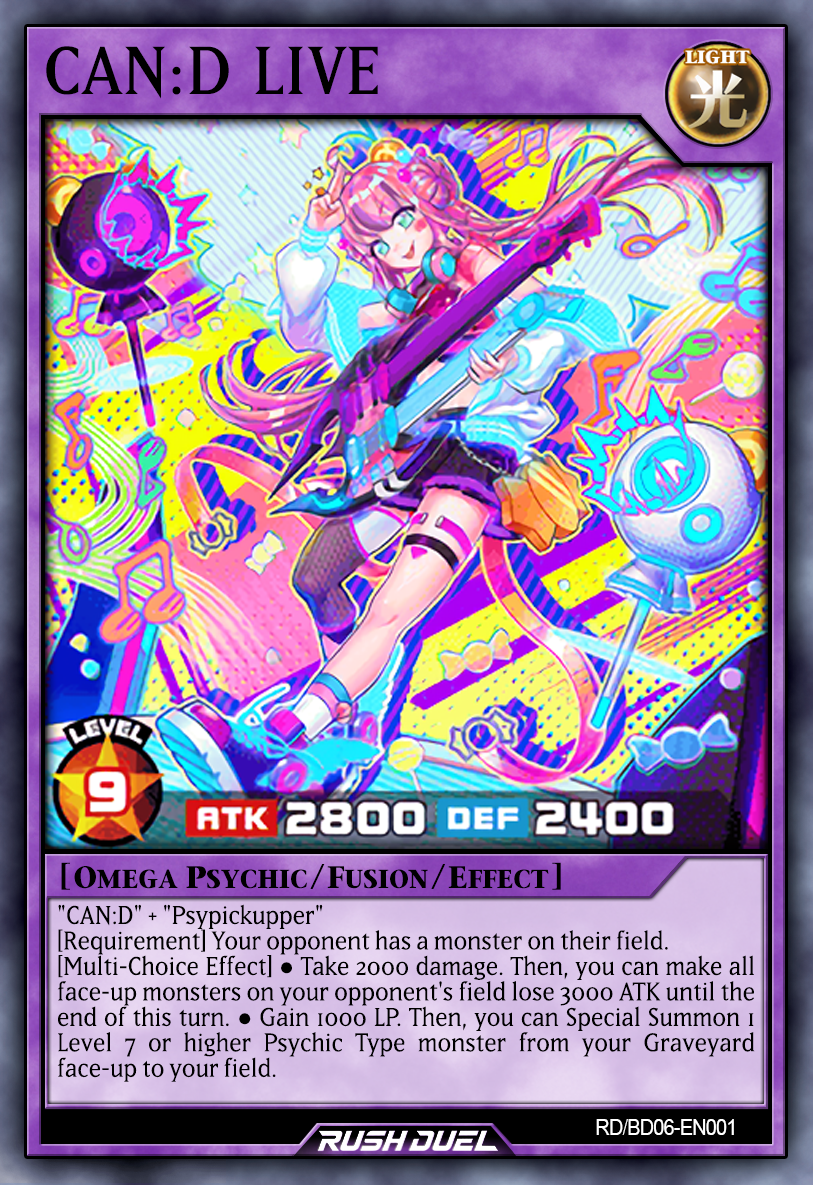 CAN:D LIVE
LIGHT
光
F
LEVEL
9
ATK 2800 DEF 2400
[OMEGA PSYCHIC/FUSION/EFFECT]
"CAN:D" + "Psypickupper"
[Requirement] Your opponent has a monster on their field.
[Multi-Choice Effect] ● Take 2000 damage. Then, you can make all
face-up monsters on your opponent's field lose 3000 ATK until the
end of this turn. ● Gain 1000 LP. Then, you can Special Summon 1
Level 7 or higher Psychic Type monster from your Graveyard
face-up to your field.
RD/BD06-EN001
RUSH DUEL